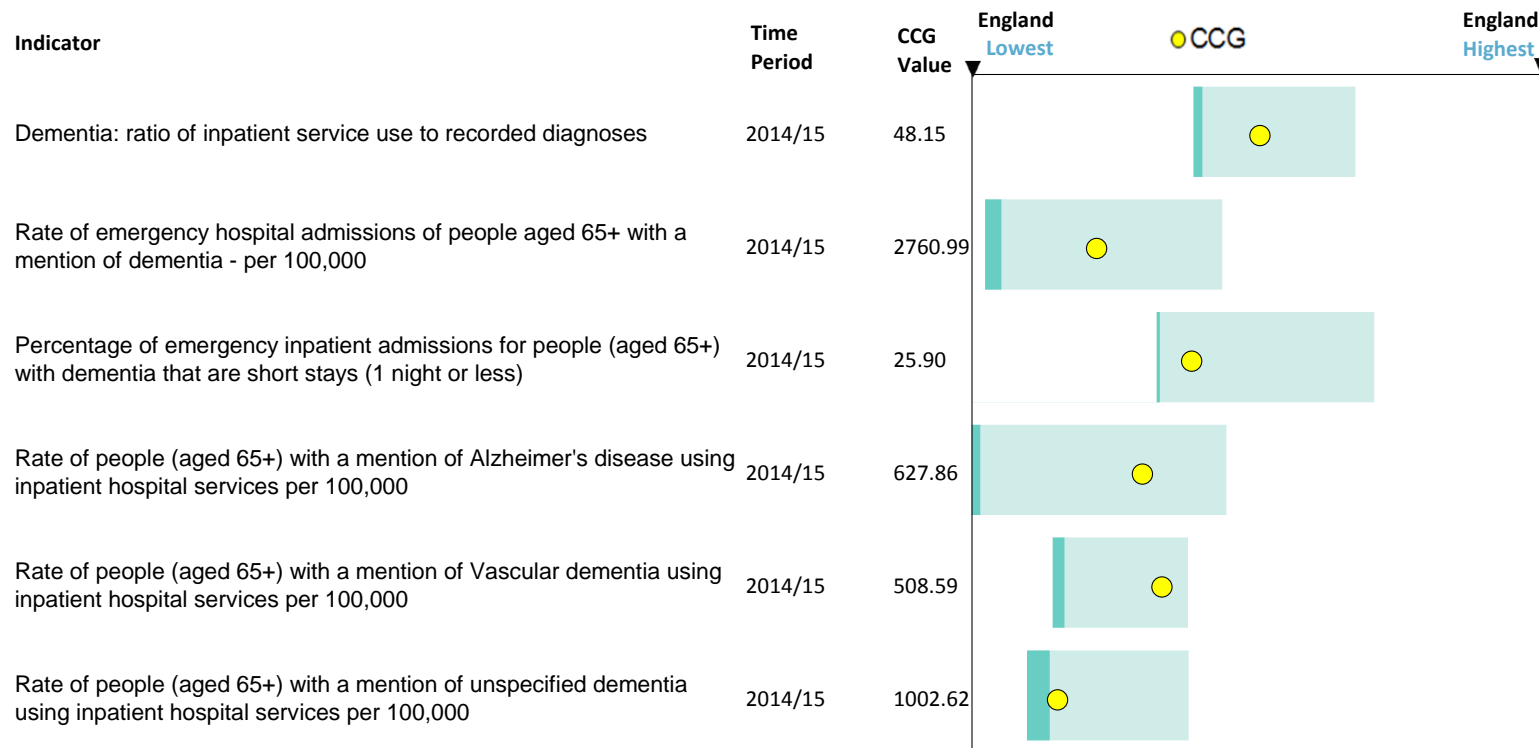 Indicator
Time
Period
CCG
Value
England
Lowest
CCG
England
Highest
Dementia: ratio of inpatient service use to recorded diagnoses
2014/15
48.15
Rate of emergency hospital admissions of people aged 65+ with a
mention of dementia - per 100,000
2014/15
2760.99
Percentage of emergency inpatient admissions for people (aged 65+)
with dementia that are short stays (1 night or less)
2014/15
25.90
Rate of people (aged 65+) with a mention of Alzheimer's disease using
inpatient hospital services per 100,000
2014/15
627.86
Rate of people (aged 65+) with a mention of Vascular dementia using
inpatient hospital services per 100,000
2014/15
508.59
Rate of people (aged 65+) with a mention of unspecified dementia
using inpatient hospital services per 100,000
2014/15
1002.62